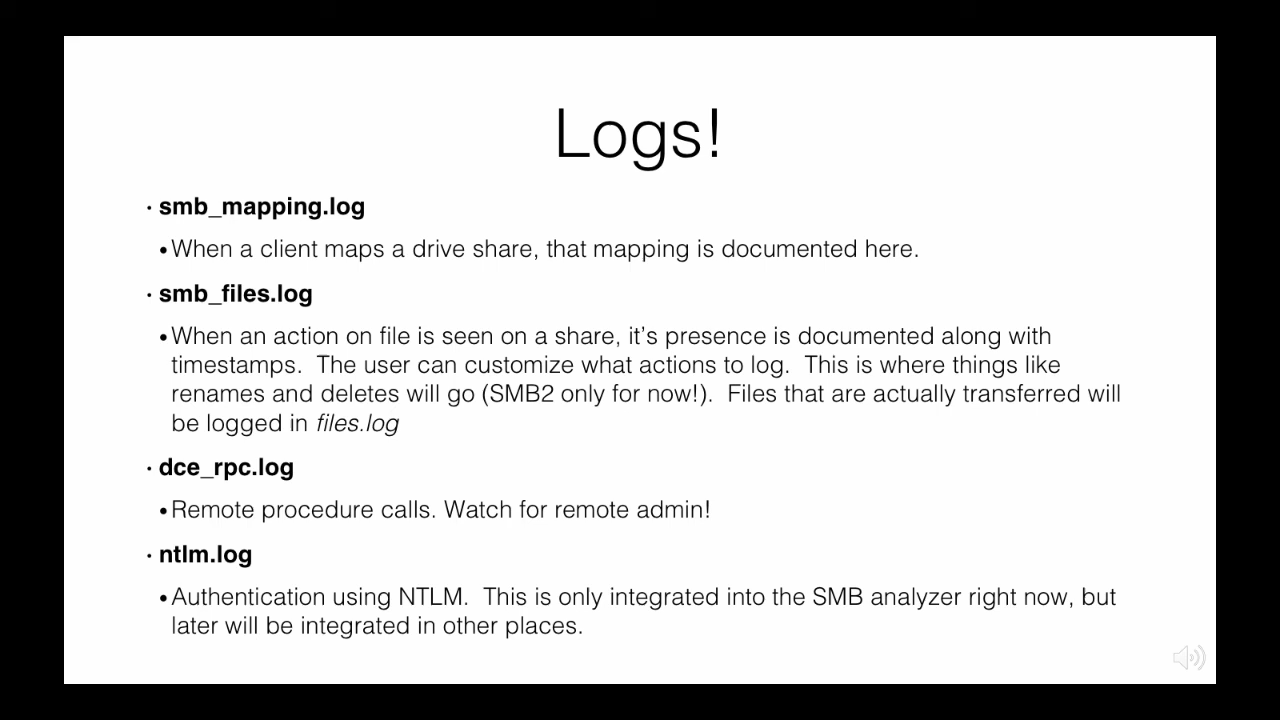 Logs!
· smb_mapping.log
•When a client maps a drive share, that mapping is documented here.
· smb_files.log
•When an action on file is seen on a share, it’s presence is documented along with
timestamps.  The user can customize what actions to log.  This is where things like
renames and deletes will go (SMB2 only for now!).  Files that are actually transferred will
be logged in files.log
· dce_rpc.log
•Remote procedure calls. Watch for remote admin!
· ntlm.log
•Authentication using NTLM.  This is only integrated into the SMB analyzer right now, but
later will be integrated in other places.